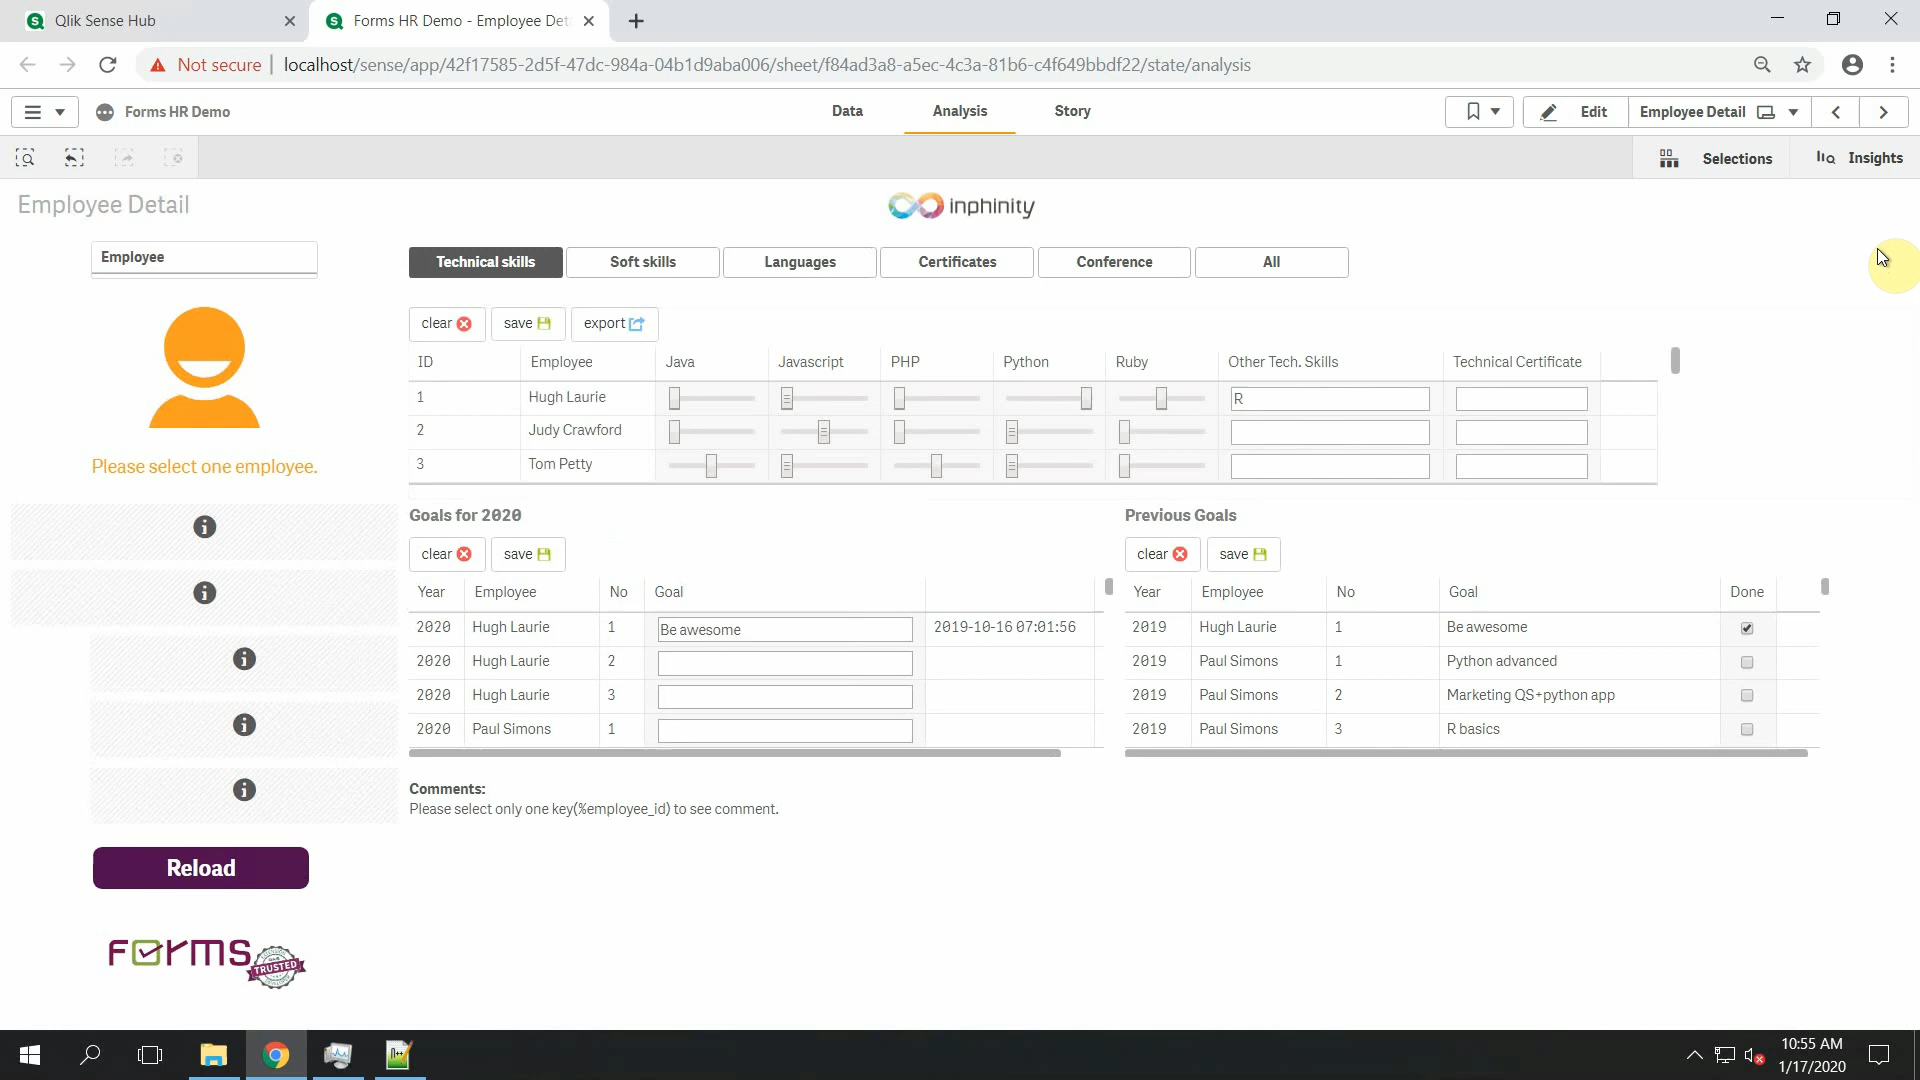 Qlik Sense Hub
Forms HR Demo - Employee Det
Not secure
localhost/sense/app/42f17585-2d5f-47dc-984a-04b1d9aba006/sheet/f84ad3a8-a5ec-4c3a-81b6-c4f649bbdf22/state/analysis
Forms HR Demo
Data
Analysis
Story
Edit
Employee Detail
Selections
Insights
Employee Detail
inphinity
Employee
Technical skills
Soft skills
Languages
Certificates
Conference
All
clear
save
export
ID Employee Java Javascript PHP Python Ruby Other Tech. Skills Technical Certificate
1 Hugh Laurie R
2 Judy Crawford
3 Tom Petty
Please select one employee.
Goals for 2020
clear
save
Year Employee No Goal
2020 Hugh Laurie 1 Be awesome 2019-10-16 07:01:56
2020 Hugh Laurie 2
2020 Hugh Laurie 3
2020 Paul Simons 1
Previous Goals
clear
save
Year Employee No Goal Done
2019 Hugh Laurie 1 Be awesome
2019 Paul Simons 1 Python advanced
2019 Paul Simons 2 Marketing QS+python app
2019 Paul Simons 3 R basics
Comments:
Please select only one key(%employee_id) to see comment.
Reload
FORMS
TRUSTED
10:55 AM
1/17/2020